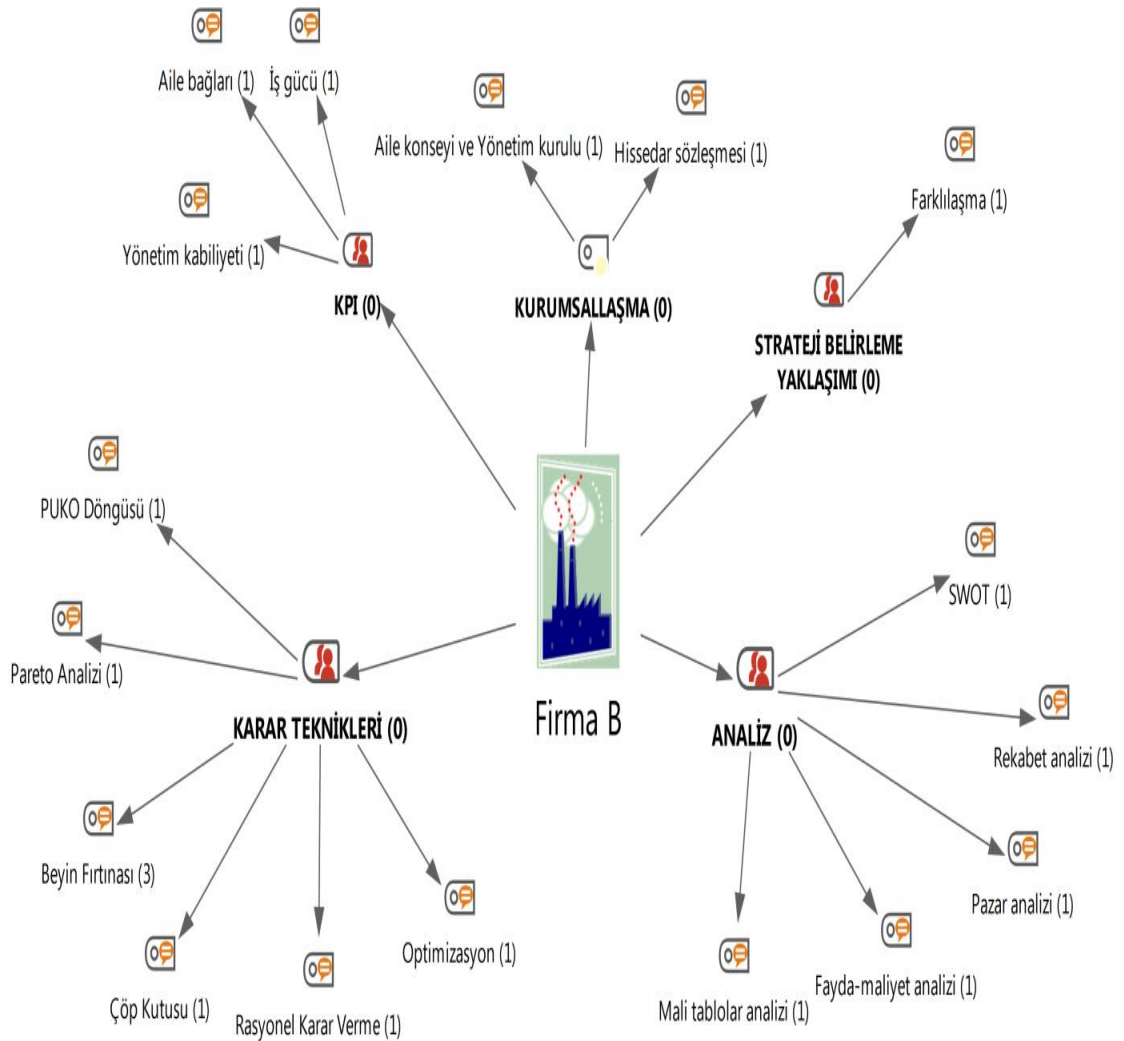 Aile bağları (1)
İş gücü (1)
Aile konseyi ve Yönetim kurulu (1)
Hissedar sözleşmesi (1)
Farklılaşma (1)
Yönetim kabiliyeti (1)
KPI (0)
KURUMSALLAŞMA (0)
STRATEJİ BELİRLEME
YAKLAŞIMI (0)
PUKO Döngüsü (1)
SWOT (1)
Pareto Analizi (1)
KARAR TEKNİKLERİ (0)
Firma B
ANALİZ (0)
Rekabet analizi (1)
Beyin Fırtınası (3)
Pazar analizi (1)
Optimizasyon (1)
Fayda-maliyet analizi (1)
Çöp Kutusu (1)
Rasyonel Karar Verme (1)
Mali tablolar analizi (1)